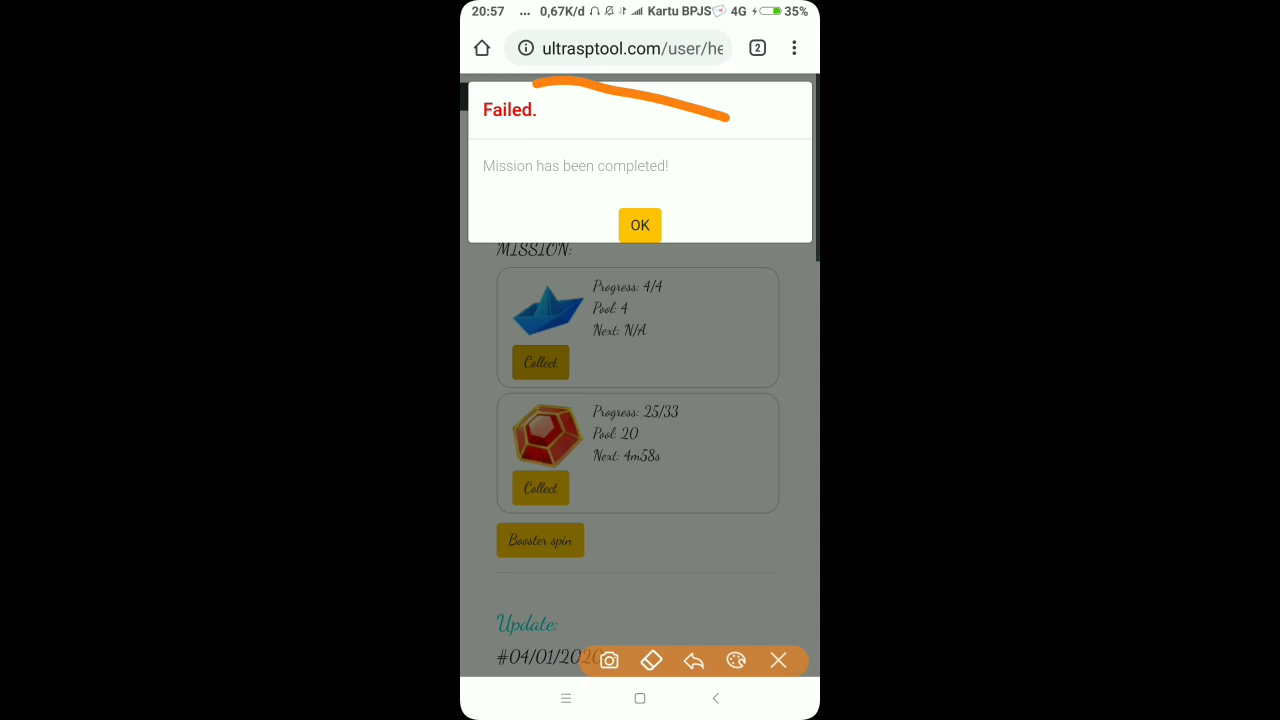 20:57 ... 0,67K/d Kartu BPJS 4G 35%
ultrasptool.com/user/he
2
Failed.
Mission has been completed!
OK
MISSION:
Progress: 4/4
Pool: 4
Next: N/A
Collect
Progress: 25/33
Pool: 20
Next: 4m58s
Collect
Booster spin
Update:
#04/01/2020